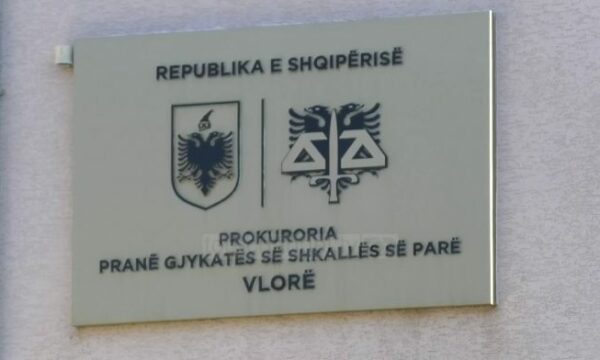 REPUBLIKA E SHQIPËRISË
PROKURORIA
PRANË GJYKATËS SË SHKALLËS SË PARË
VLORË